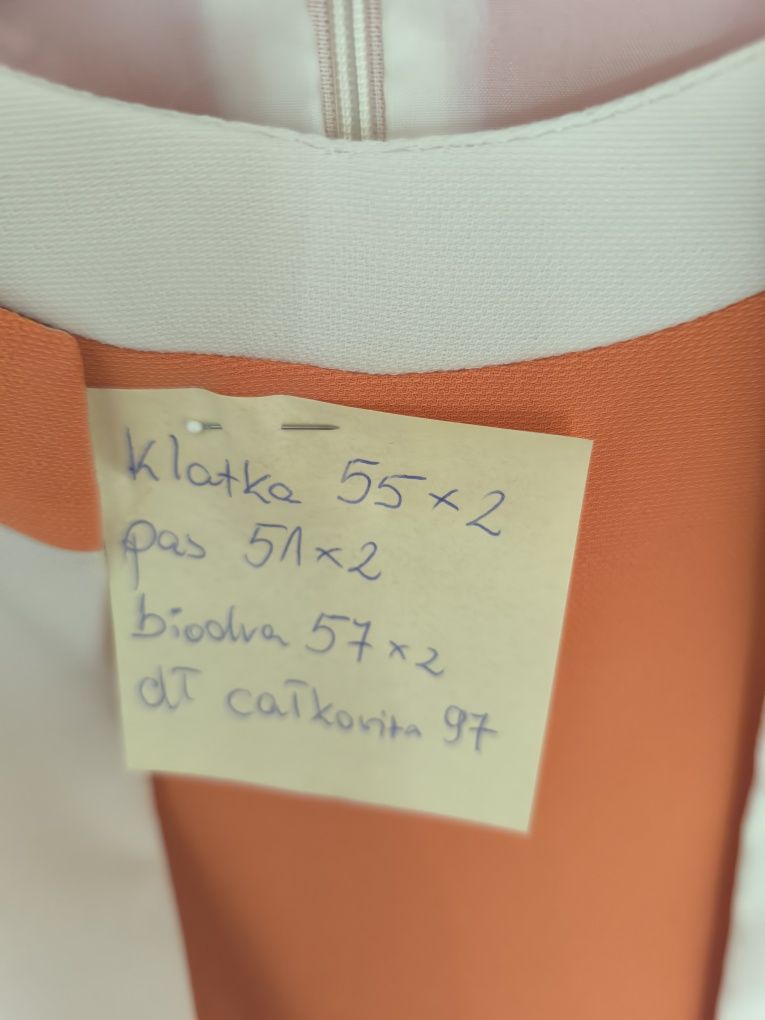 klatka 55 × 2
pas 51 × 2
biodra 57 × 2
dł całkowita 97